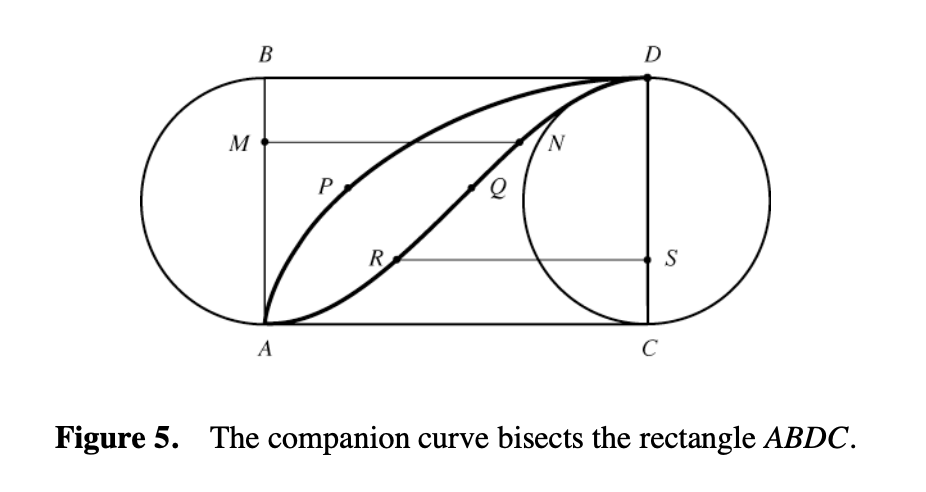 B D
M N
P Q
R S
A C
Figure 5. The companion curve bisects the rectangle ABDC.